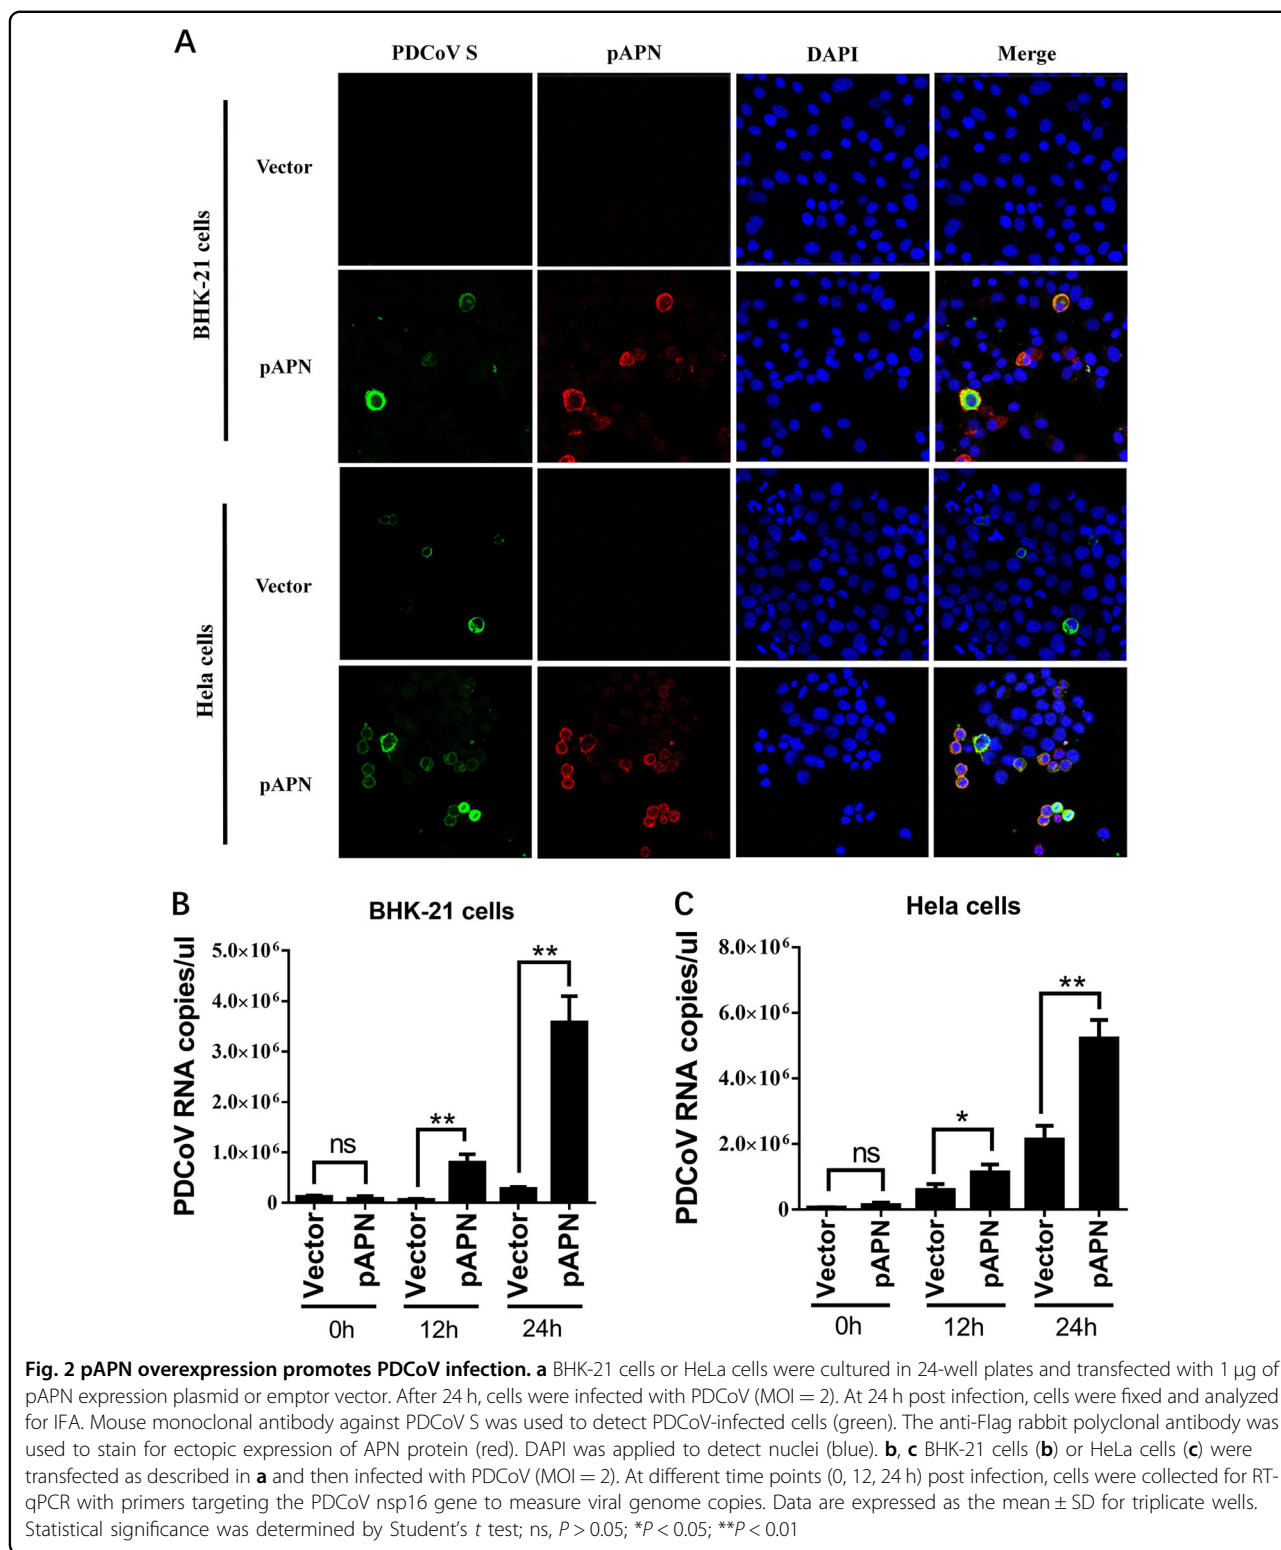 A
PDCoV S
pAPN
DAPI
Merge
BHK-21 cells
Vector
pAPN
Hela cells
Vector
pAPN
B
BHK-21 cells
PDCoV RNA copies/ul
5.0×10⁶
4.0×10⁶
3.0×10⁶
2.0×10⁶
1.0×10⁶
0
ns
**
**
Vector
pAPN
Vector
pAPN
Vector
pAPN
0h
12h
24h
C
Hela cells
PDCoV RNA copies/ul
8.0×10⁶
6.0×10⁶
4.0×10⁶
2.0×10⁶
0
ns
*
**
Vector
pAPN
Vector
pAPN
Vector
pAPN
0h
12h
24h
Fig. 2 pAPN overexpression promotes PDCoV infection. a BHK-21 cells or HeLa cells were cultured in 24-well plates and transfected with 1 µg of
pAPN expression plasmid or emptor vector. After 24 h, cells were infected with PDCoV (MOI = 2). At 24 h post infection, cells were fixed and analyzed
for IFA. Mouse monoclonal antibody against PDCoV S was used to detect PDCoV-infected cells (green). The anti-Flag rabbit polyclonal antibody was
used to stain for ectopic expression of APN protein (red). DAPI was applied to detect nuclei (blue). b, c BHK-21 cells (b) or HeLa cells (c) were
transfected as described in a and then infected with PDCoV (MOI = 2). At different time points (0, 12, 24 h) post infection, cells were collected for RT-
qPCR with primers targeting the PDCoV nsp16 gene to measure viral genome copies. Data are expressed as the mean ± SD for triplicate wells.
Statistical significance was determined by Student's t test; ns, P > 0.05; *P < 0.05; **P < 0.01